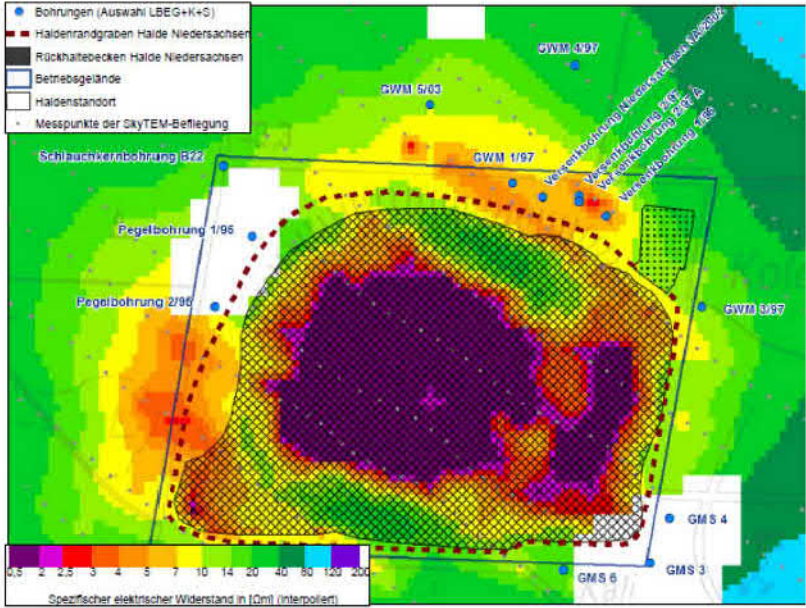 Bohrungen (Auswahl LBEG+K+S)
Haldenrandgraben Halde Niedersachsen
Rückhaltebecken Halde Niedersachsen
Betriebsgelände
Haldenstandort
Messpunkte der SkyTEM-Befliegung
GWM 4/97
GWM 5/03
GWM 1/97
Versenkbohrung Niedersachsen
Versenkbohrung 2/97
Versenkbohrung 2/97 A
Versenkbohrung 1/95
Schlauchkernbohrung B22
Pegelbohrung 1/96
Pegelbohrung 2/96
GWM 3/97
GMS 4
GMS 3
GMS 6
0,5 2 2,5 3 4 5 7 10 14 20 40 80 120 200
Spezifischer elektrischer Widerstand in [Ωm] (interpoliert)